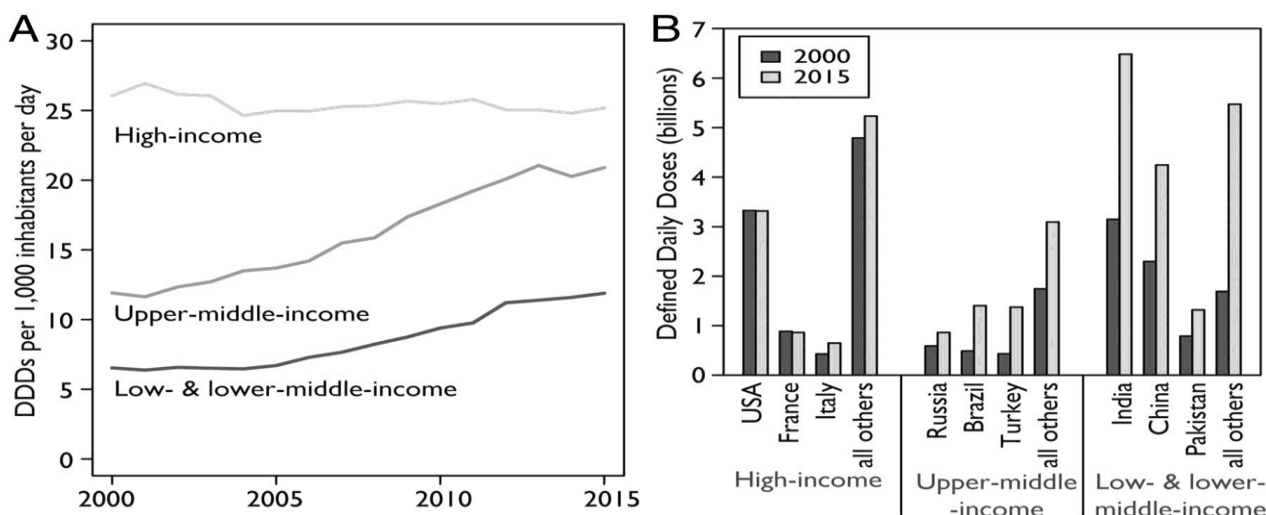 A
DDDs per 1,000 inhabitants per day
30
25
20
15
10
5
0
High-income
Upper-middle-income
Low- & lower-middle-income
2000
2005
2010
2015
B
Defined Daily Doses (billions)
7
6
5
4
3
2
1
0
2000
2015
USA
France
Italy
all others
Russia
Brazil
Turkey
all others
India
China
Pakistan
all others
High-income
Upper-middle
-income
Low- & lower-
middle-income